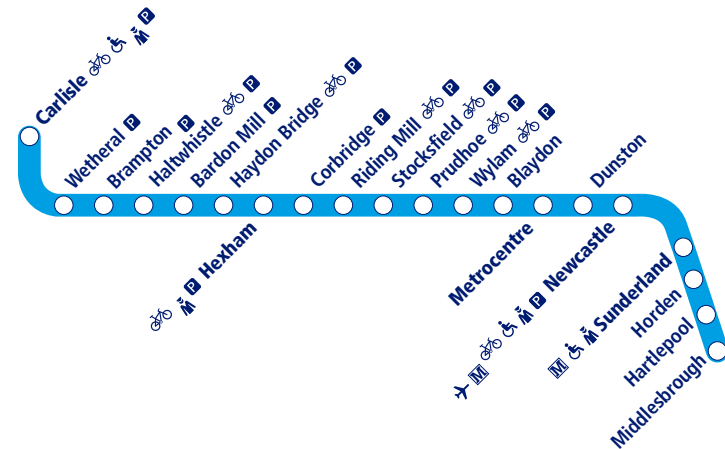 Carlisle P
Wetheral P
Brampton P
Haltwhistle P
Bardon Mill P
Haydon Bridge P
P Hexham
Corbridge P
Riding Mill P
Stocksfield P
Prudhoe P
Wylam P
Blaydon
Metrocentre
Dunston
M P Newcastle
M Sunderland
Horden
Hartlepool
Middlesbrough